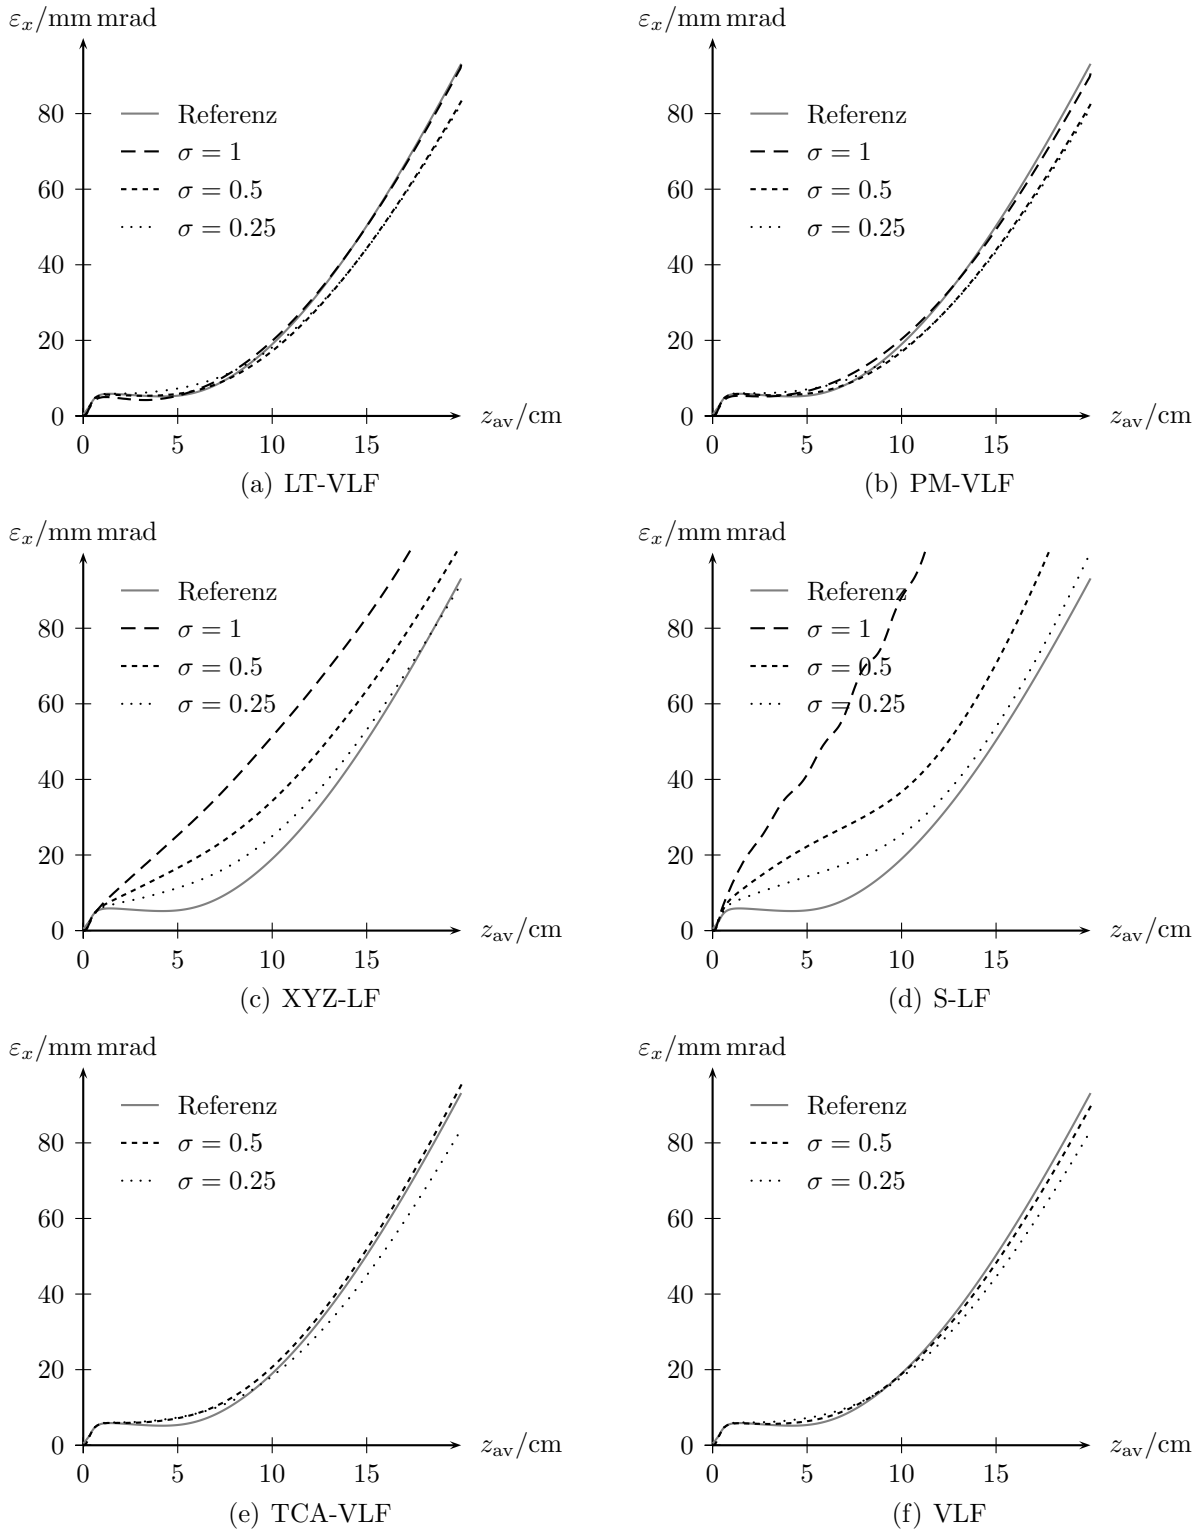 εₓ/mm mrad
80
60
40
20
0
0 5 10 15
z_av/cm
Referenz
σ = 1
σ = 0.5
σ = 0.25
(a) LT-VLF
εₓ/mm mrad
80
60
40
20
0
0 5 10 15
z_av/cm
Referenz
σ = 1
σ = 0.5
σ = 0.25
(b) PM-VLF
εₓ/mm mrad
80
60
40
20
0
0 5 10 15
z_av/cm
Referenz
σ = 1
σ = 0.5
σ = 0.25
(c) XYZ-LF
εₓ/mm mrad
80
60
40
20
0
0 5 10 15
z_av/cm
Referenz
σ = 1
σ = 0.5
σ = 0.25
(d) S-LF
εₓ/mm mrad
80
60
40
20
0
0 5 10 15
z_av/cm
Referenz
σ = 0.5
σ = 0.25
(e) TCA-VLF
εₓ/mm mrad
80
60
40
20
0
0 5 10 15
z_av/cm
Referenz
σ = 0.5
σ = 0.25
(f) VLF